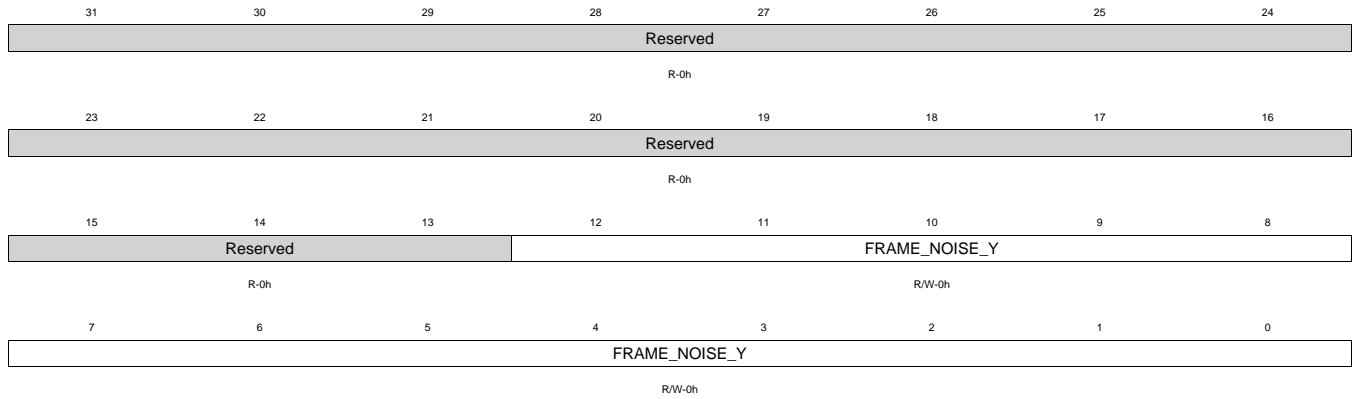 31 30 29 28 27 26 25 24
Reserved
R-0h
23 22 21 20 19 18 17 16
Reserved
R-0h
15 14 13 12 11 10 9 8
Reserved FRAME_NOISE_Y
R-0h R/W-0h
7 6 5 4 3 2 1 0
FRAME_NOISE_Y
R/W-0h